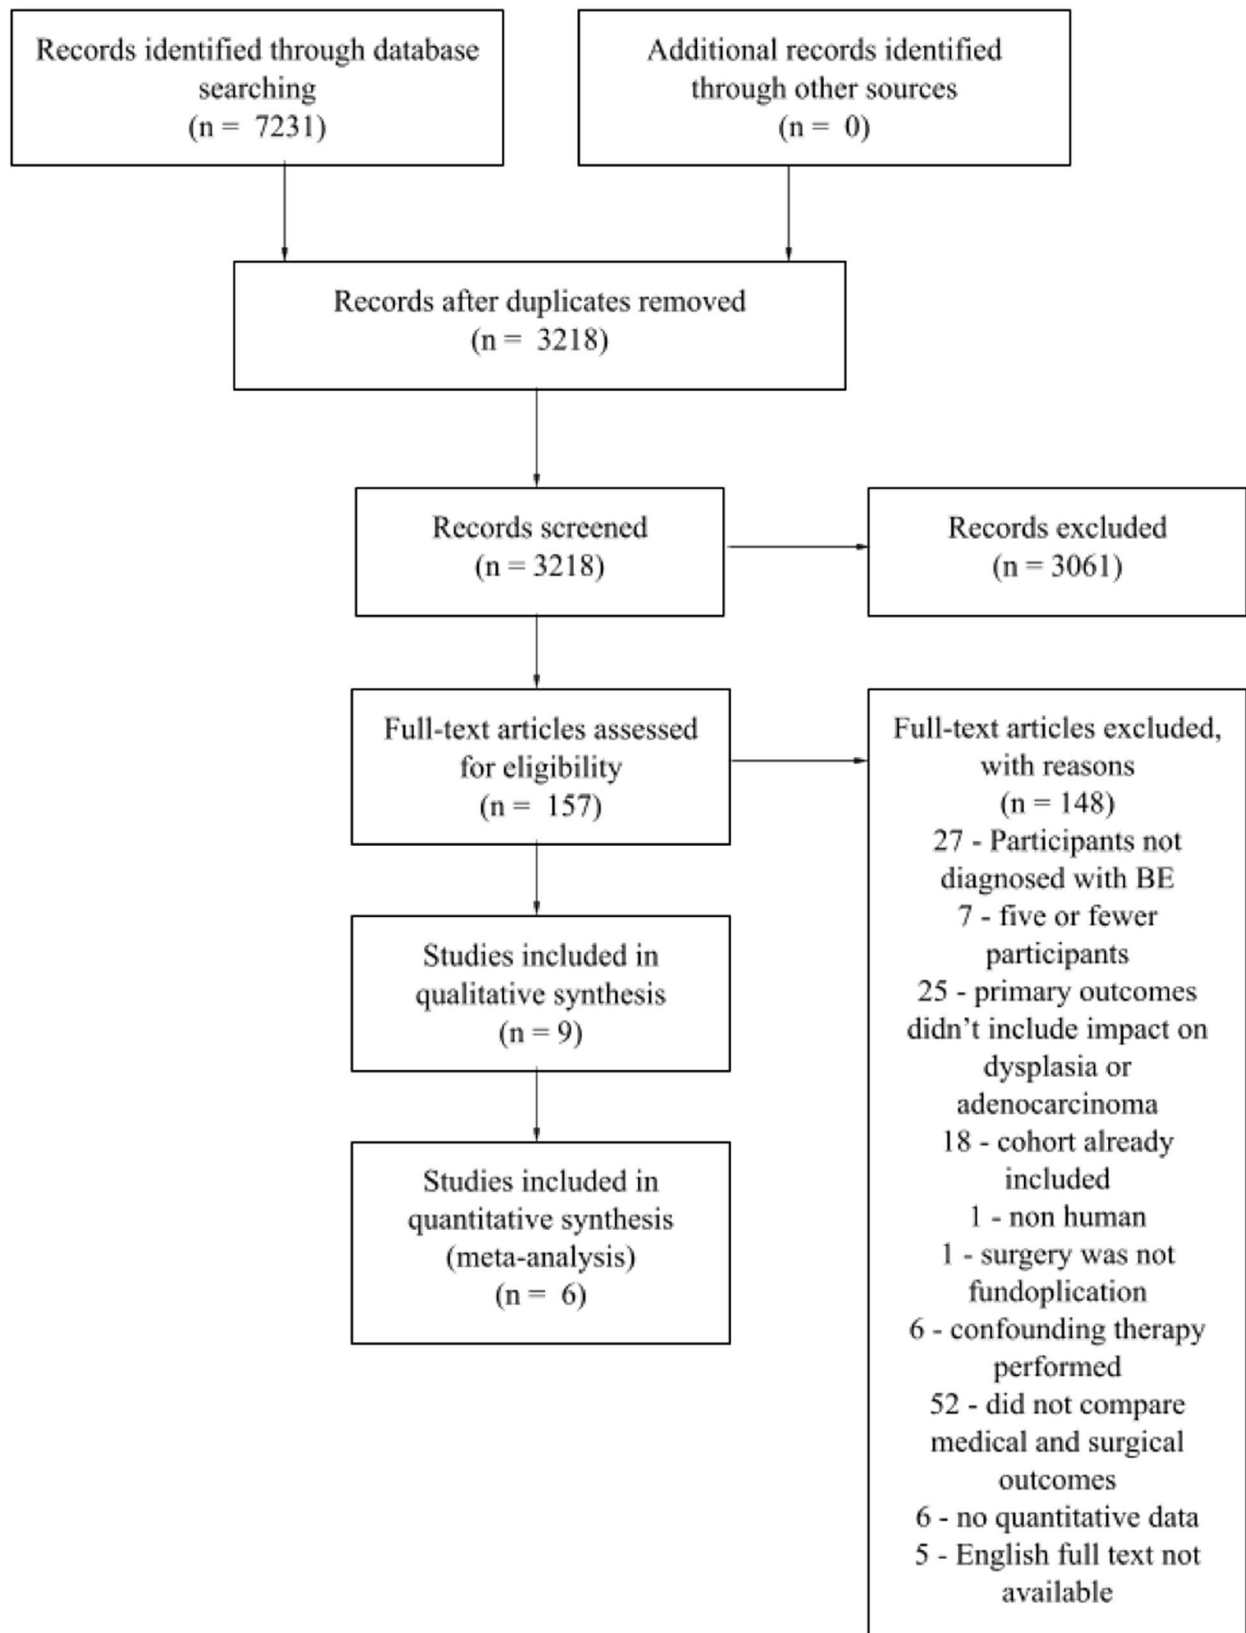 Records identified through database
searching
(n = 7231)
Additional records identified
through other sources
(n = 0)
Records after duplicates removed
(n = 3218)
Records screened
(n = 3218)
Records excluded
(n = 3061)
Full-text articles assessed
for eligibility
(n = 157)
Full-text articles excluded,
with reasons
(n = 148)
27 - Participants not
diagnosed with BE
7 - five or fewer
participants
25 - primary outcomes
didn’t include impact on
dysplasia or
adenocarcinoma
18 - cohort already
included
1 - non human
1 - surgery was not
fundoplication
6 - confounding therapy
performed
52 - did not compare
medical and surgical
outcomes
6 - no quantitative data
5 - English full text not
available
Studies included in
qualitative synthesis
(n = 9)
Studies included in
quantitative synthesis
(meta-analysis)
(n = 6)